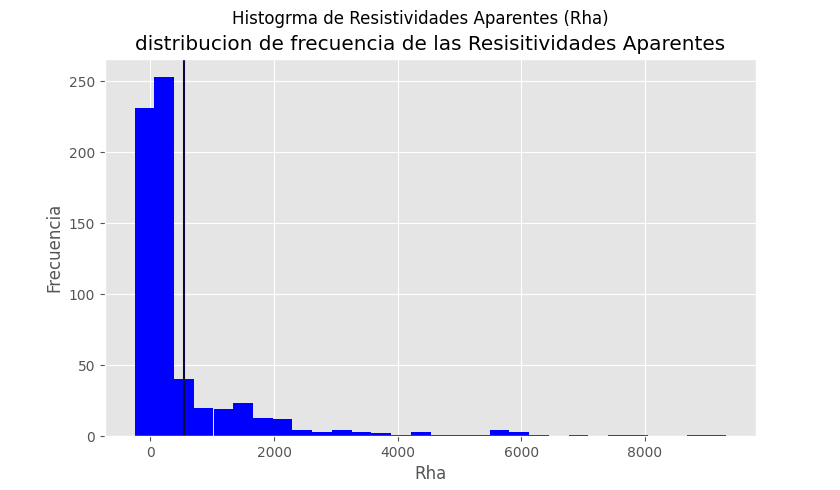 Histogrma de Resistividades Aparentes (Rha)
distribucion de frecuencia de las Resisitividades Aparentes
250
200
150
100
50
0
Frecuencia
0 2000 4000 6000 8000
Rha